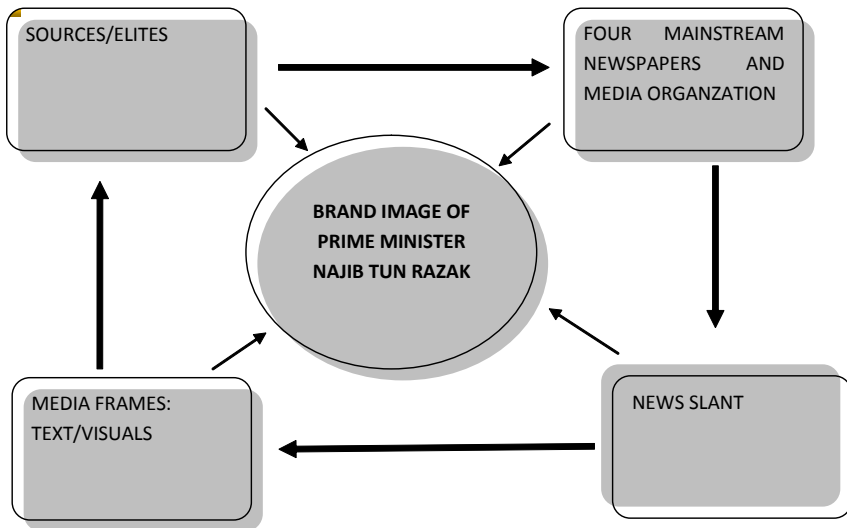 SOURCES/ELITES
FOUR MAINSTREAM
NEWSPAPERS AND
MEDIA ORGANZATION
BRAND IMAGE OF
PRIME MINISTER
NAJIB TUN RAZAK
MEDIA FRAMES:
TEXT/VISUALS
NEWS SLANT